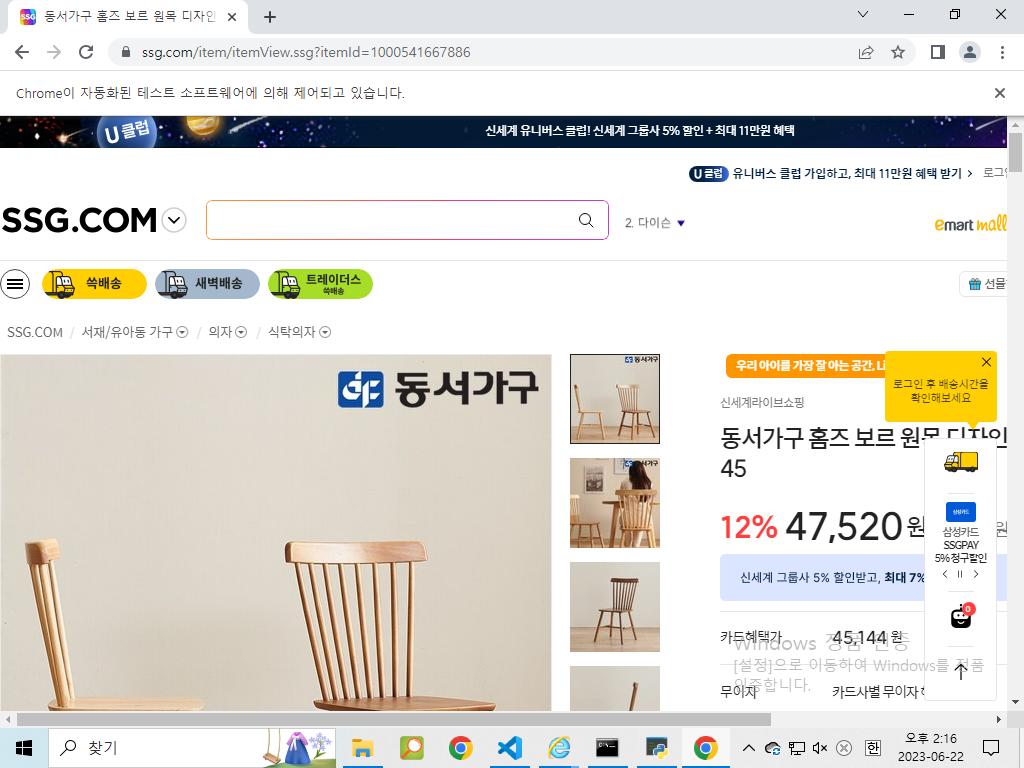 동서가구 홈즈 보르 원목 디자인
ssg.com/item/itemView.ssg?itemId=1000541667886
Chrome이 자동화된 테스트 소프트웨어에 의해 제어되고 있습니다.
U클럽
신세계 유니버스 클럽! 신세계 그룹사 5% 할인 + 최대 11만원 혜택
U클럽 유니버스 클럽 가입하고, 최대 11만원 혜택 받기 >
SSG.COM
2. 다이슨
emart mall
쓱배송
새벽배송
트레이더스
쓱배송
선물
SSG.COM / 서재/유아동 가구 / 의자 / 식탁의자
동서가구
우리 아이를 가장 잘 아는 공간,
로그인 후 배송시간을
확인해보세요
신세계라이브쇼핑
동서가구 홈즈 보르 원목 디자인
45
12% 47,520원
원
삼성카드
삼성카드
SSGPAY
5% 청구할인
신세계 그룹사 5% 할인받고, 최대 7%
0
카드혜택가 45,144 원
Windows 정품 인증
[설정]으로 이동하여 Windows를 정품
인증합니다.
무이자 카드사별 무이자
찾기
한
오후 2:16
2023-06-22